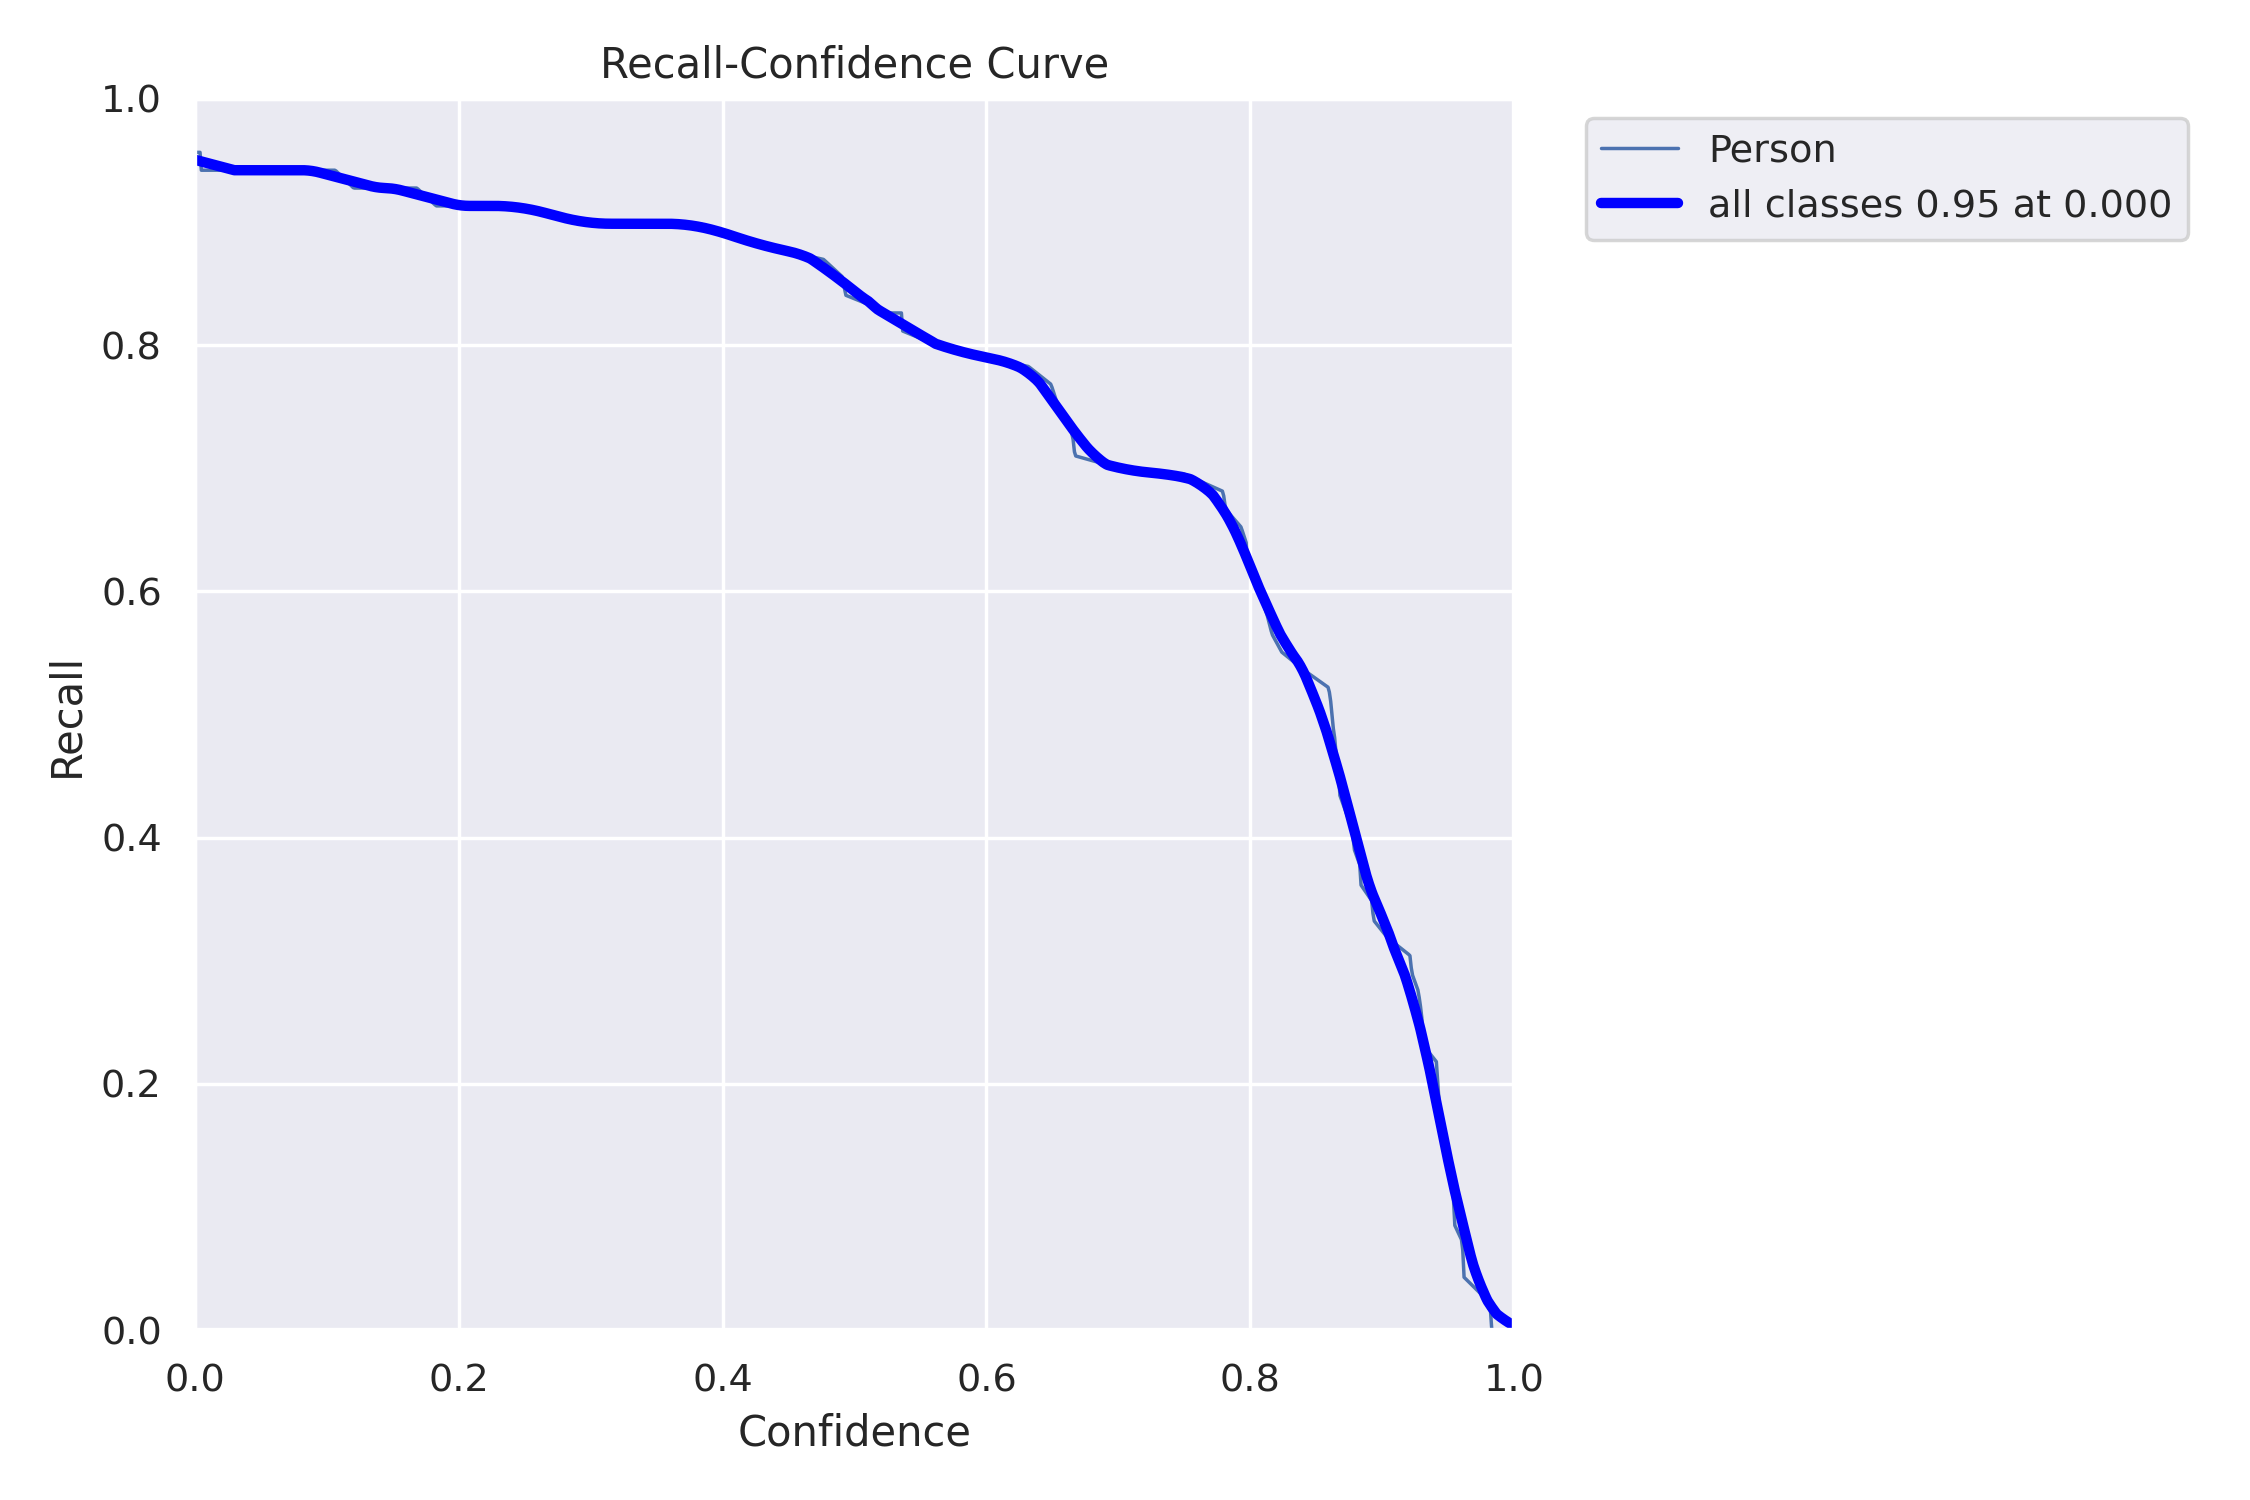 Recall-Confidence Curve
1.0
0.8
0.6
0.4
0.2
0.0
Recall
0.0 0.2 0.4 0.6 0.8 1.0
Confidence
Person
all classes 0.95 at 0.000